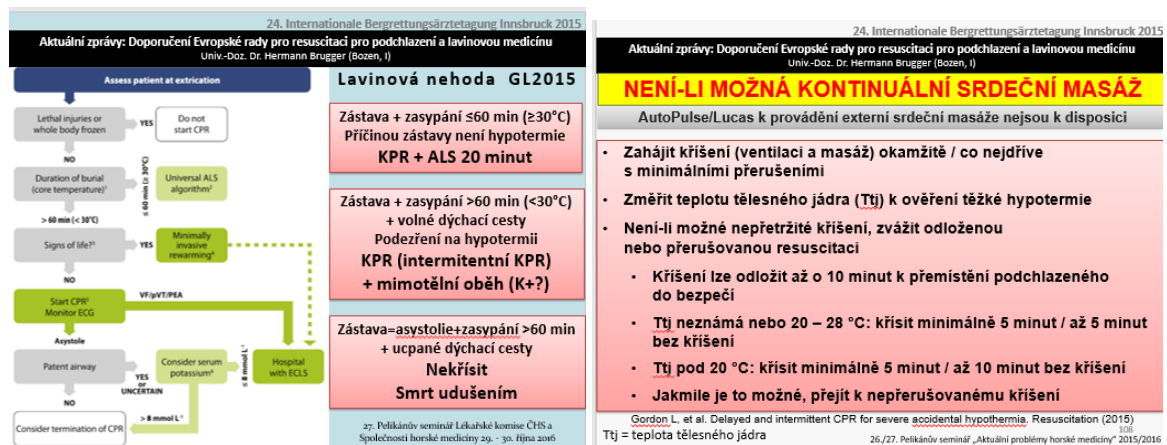 24. Internationale Bergrettungsärztetagung Innsbruck 2015
Aktuální zprávy: Doporučení Evropské rady pro resuscitaci pro podchlazení a lavinovou medicínu
Univ.-Doz. Dr. Hermann Brugger (Bozen, I)
Assess patient at extrication
Lethal injuries or
whole body frozen
YES
Do not
start CPR
NO
Duration of burial
(core temperature)¹
≤ 60 min (≥ 30°C)
Universal ALS
algorithm²
> 60 min (< 30°C)
Signs of life?³
YES
Minimally
invasive
rewarming⁴
NO
Start CPR⁵
Monitor ECG
VF/pVT/PEA
Asystole
Patent airway
YES
or
UNCERTAIN
Consider serum
potassium⁶
≤ 8 mmol L⁻¹
Hospital
with ECLS
NO
> 8 mmol L⁻¹
Consider termination of CPR
Lavinová nehoda GL2015
Zástava + zasypání ≤60 min (≥30°C)
Příčinou zástavy není hypotermie
KPR + ALS 20 minut
Zástava + zasypání >60 min (<30°C)
+ volné dýchací cesty
Podezření na hypotermii
KPR (intermitentní KPR)
+ mimotělní oběh (K+?)
Zástava=asystolie+zasypání >60 min
+ ucpané dýchací cesty
Nekřísit
Smrt udušením
27. Pelikánův seminář Lékařské komise ČHS a
Společnosti horské medicíny 29. - 30. října 2016
24. Internationale Bergrettungsärztetagung Innsbruck 2015
Aktuální zprávy: Doporučení Evropské rady pro resuscitaci pro podchlazení a lavinovou medicínu
Univ.-Doz. Dr. Hermann Brugger (Bozen, I)
NENÍ-LI MOŽNÁ KONTINUÁLNÍ SRDEČNÍ MASÁŽ
AutoPulse/Lucas k provádění externí srdeční masáže nejsou k disposici
• Zahájit kříšení (ventilaci a masáž) okamžitě / co nejdříve
s minimálními přerušeními
• Změřit teplotu tělesného jádra (Ttj) k ověření těžké hypotermie
• Není-li možné nepřetržité kříšení, zvážit odloženou
nebo přerušovanou resuscitaci
• Kříšení lze odložit až o 10 minut k přemístění podchlazeného
do bezpečí
• Ttj neznámá nebo 20 – 28 °C: křísit minimálně 5 minut / až 5 minut
bez kříšení
• Ttj pod 20 °C: křísit minimálně 5 minut / až 10 minut bez kříšení
• Jakmile je to možné, přejít k nepřerušovanému kříšení
Gordon L, et al. Delayed and intermittent CPR for severe accidental hypothermia. Resuscitation (2015)
108
Ttj = teplota tělesného jádra
26./27. Pelikánův seminář „Aktuální problémy horské medicíny" 2015/2016